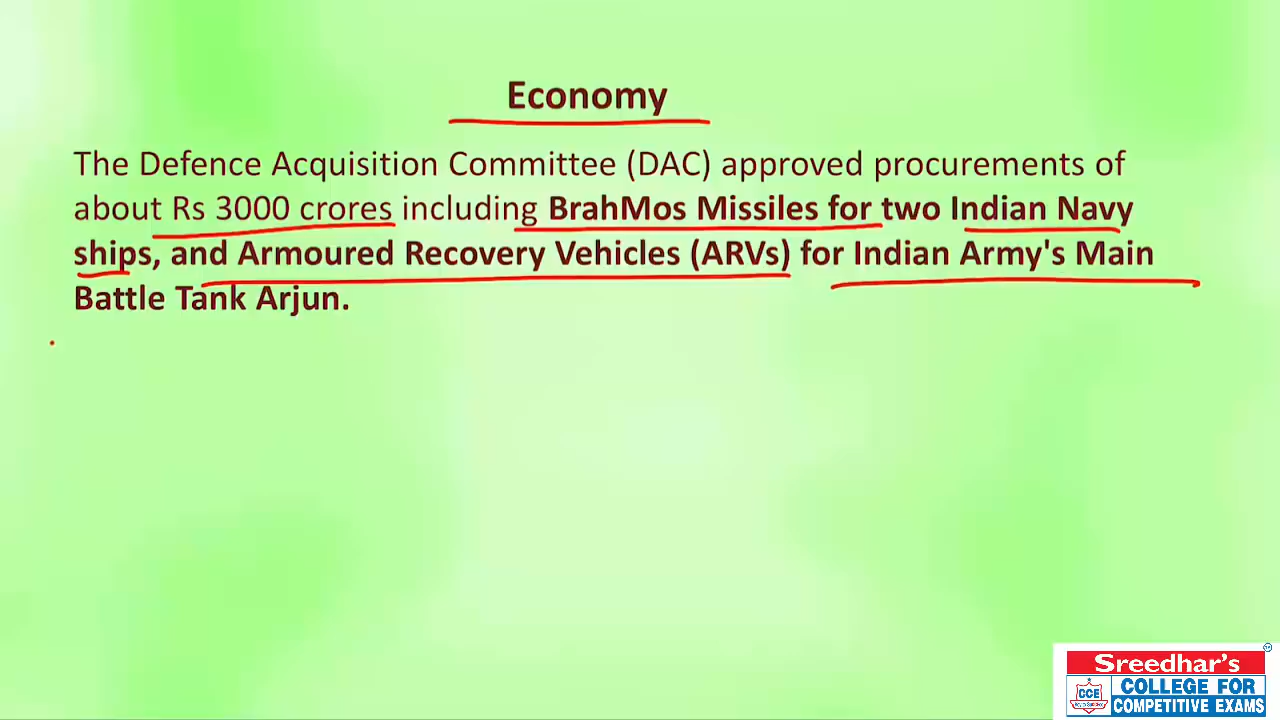 Economy
The Defence Acquisition Committee (DAC) approved procurements of
about Rs 3000 crores including BrahMos Missiles for two Indian Navy
ships, and Armoured Recovery Vehicles (ARVs) for Indian Army's Main
Battle Tank Arjun.
Sreedhar's
CCE
COLLEGE FOR
COMPETITIVE EXAMS